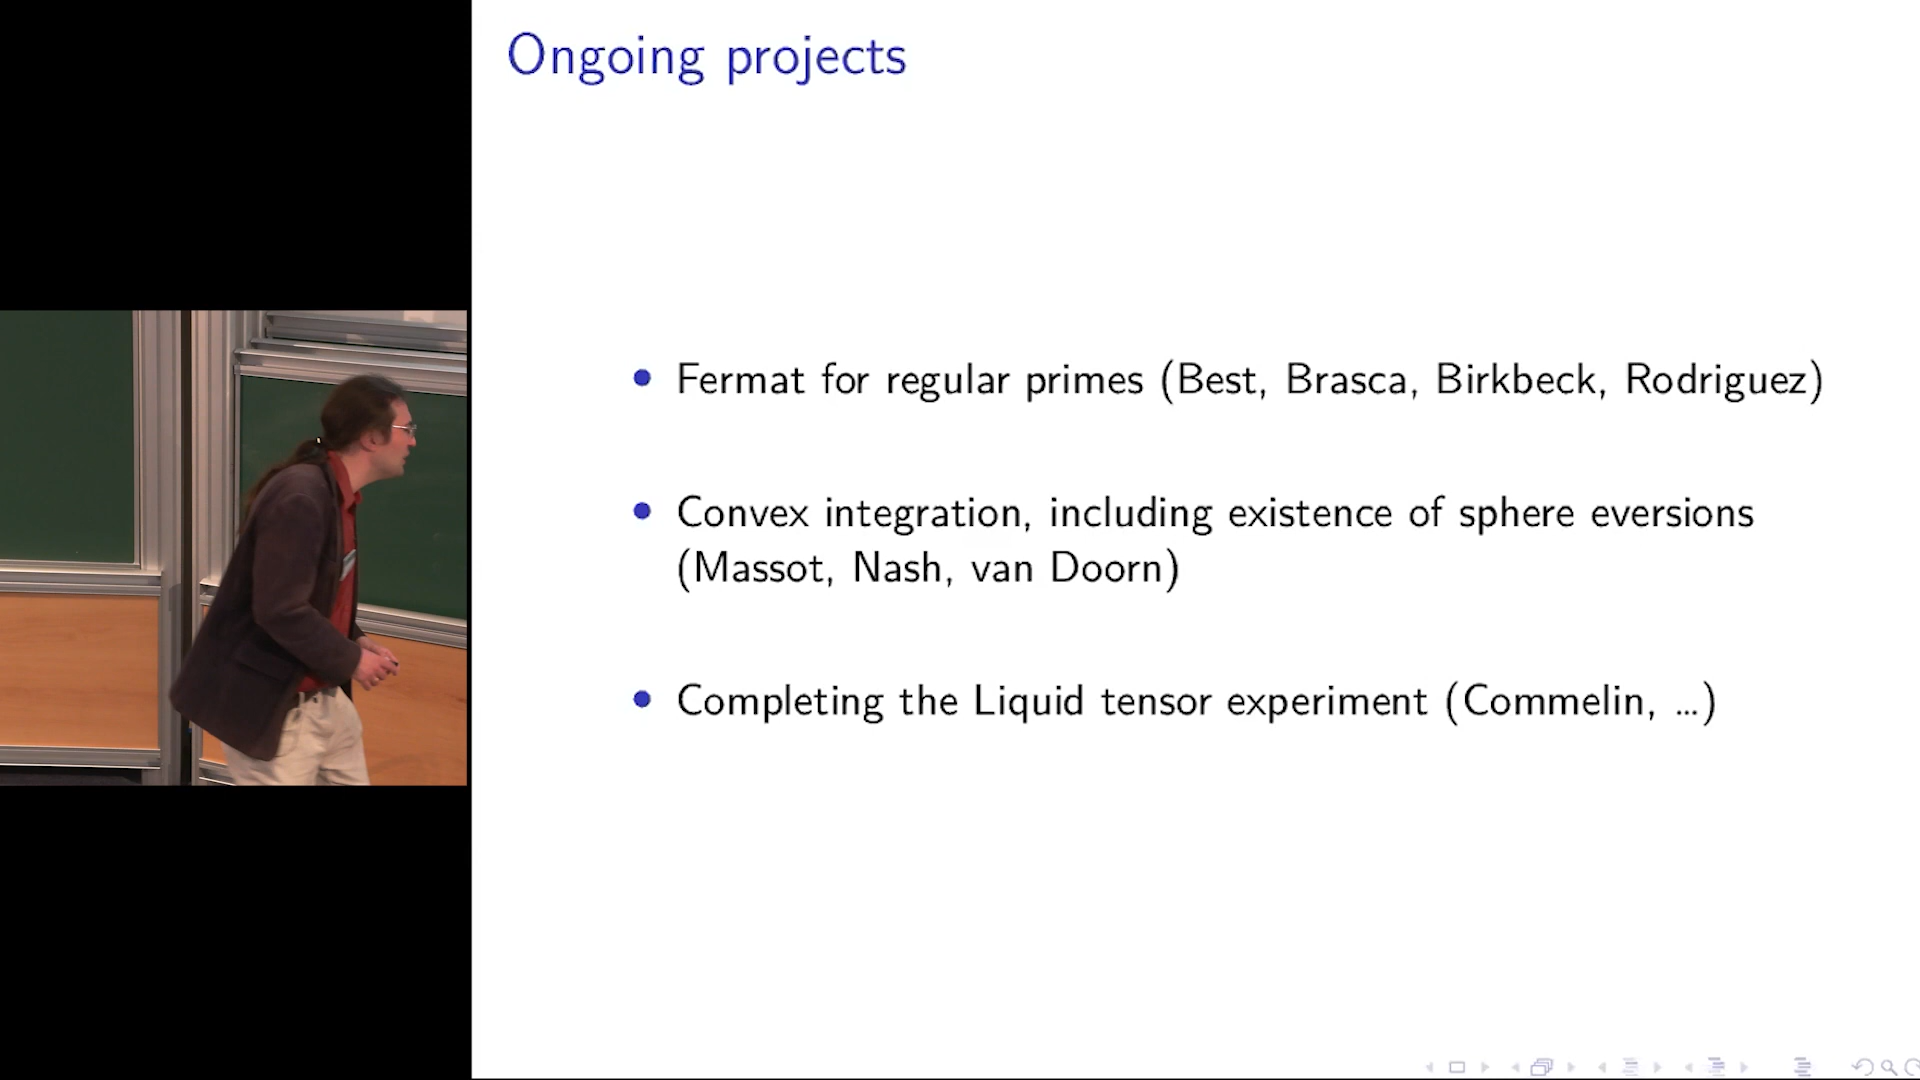 Ongoing projects
• Fermat for regular primes (Best, Brasca, Birkbeck, Rodriguez)
• Convex integration, including existence of sphere eversions
(Massot, Nash, van Doorn)
• Completing the Liquid tensor experiment (Commelin, ...)